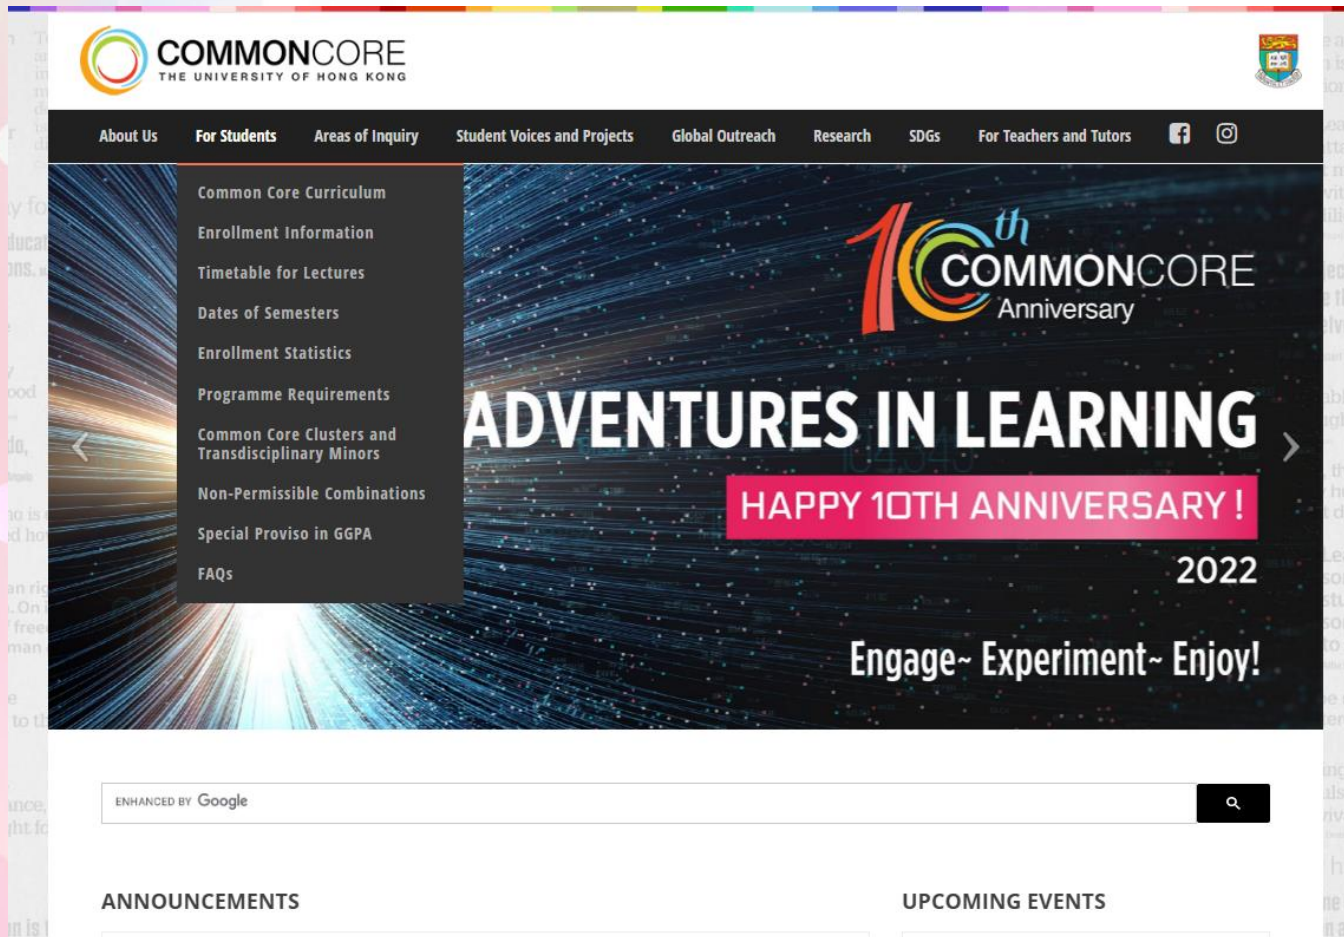 COMMONCORE
THE UNIVERSITY OF HONG KONG
About Us For Students Areas of Inquiry Student Voices and Projects Global Outreach Research SDGs For Teachers and Tutors
Common Core Curriculum
Enrollment Information
Timetable for Lectures
Dates of Semesters
Enrollment Statistics
Programme Requirements
Common Core Clusters and
Transdisciplinary Minors
Non-Permissible Combinations
Special Proviso in GGPA
FAQs
10th
COMMONCORE
Anniversary
ADVENTURES IN LEARNING
HAPPY 10TH ANNIVERSARY !
2022
Engage~ Experiment~ Enjoy!
ENHANCED BY Google
ANNOUNCEMENTS
UPCOMING EVENTS